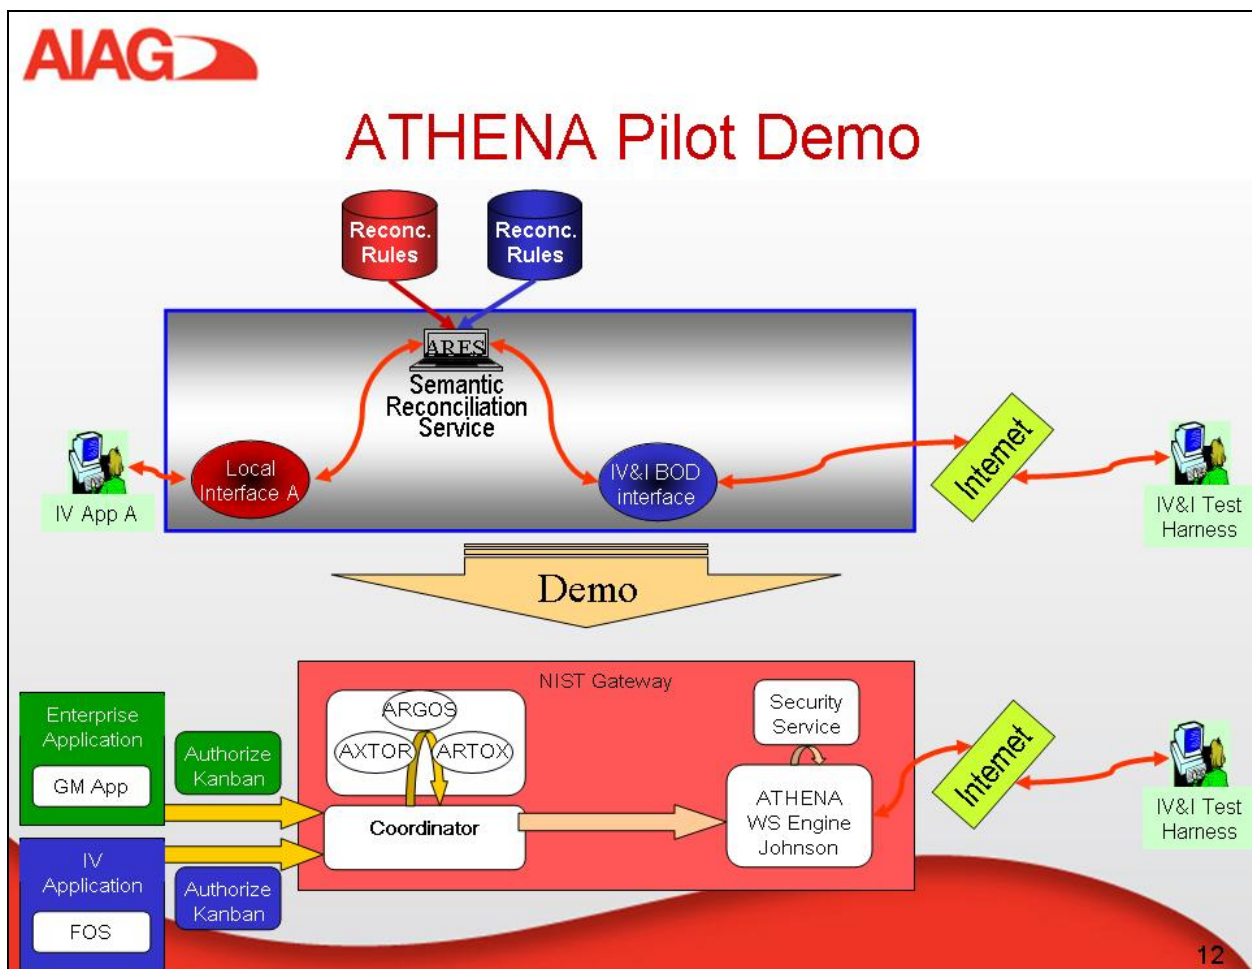 AIAG
ATHENA Pilot Demo
Reconc.
Rules
Reconc.
Rules
ARES
Semantic
Reconciliation
Service
Local
Interface A
IV&I BOD
interface
Internet
IV App A
IV&I Test
Harness
Demo
NIST Gateway
Enterprise
Application
GM App
Authorize
Kanban
ARGOS
AXTOR
ARTOX
Coordinator
Security
Service
ATHENA
WS Engine
Johnson
Internet
IV&I Test
Harness
IV
Application
FOS
Authorize
Kanban
12